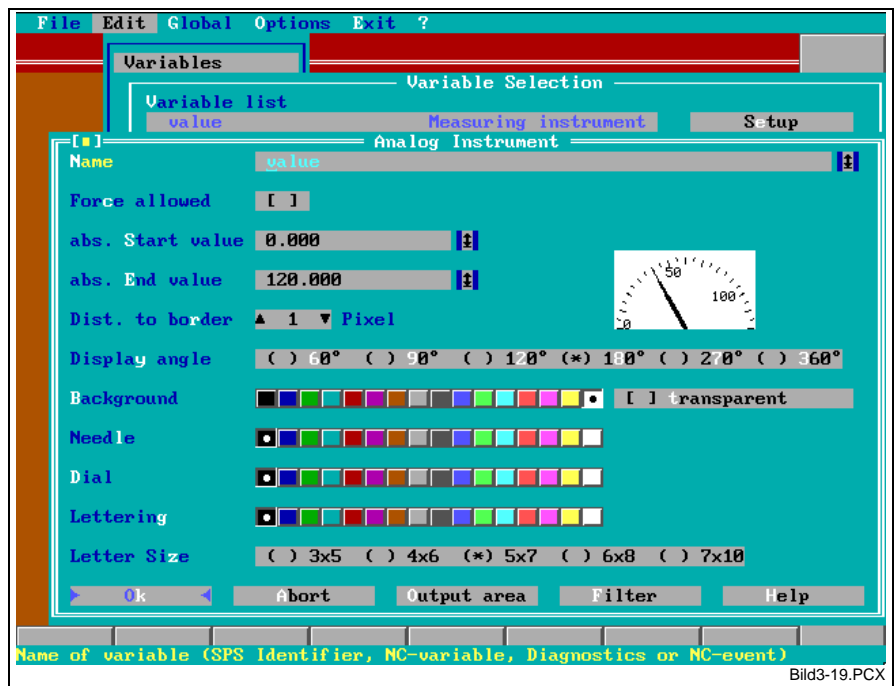 File Edit Global Options Exit ?
Variables
Variable Selection
Variable list
value Measuring instrument Setup
[■] Analog Instrument
Name value
Force allowed [ ]
abs. Start value 0.000
abs. End value 120.000
0 50 100
Dist. to border ▲ 1 ▼ Pixel
Display angle ( ) 60° ( ) 90° ( ) 120° (*) 180° ( ) 270° ( ) 360°
Background [ ] transparent
Needle
Dial
Lettering
Letter Size ( ) 3x5 ( ) 4x6 (*) 5x7 ( ) 6x8 ( ) 7x10
Ok Abort Output area Filter Help
Name of variable (SPS Identifier, NC-variable, Diagnostics or NC-event)
Bild3-19.PCX